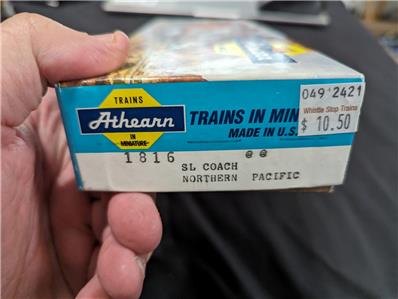 TRAINS
Athearn
IN
MINIATURE
TRAINS IN MIN
MADE IN U.S.
049 2421
Whistle Stop Trains
$ 10.50
1816 @ @
SL COACH
NORTHERN PACIFIC